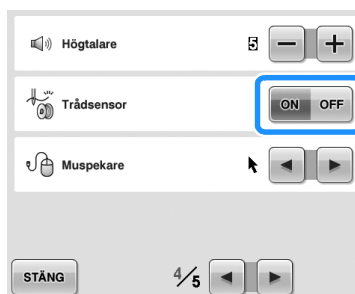 Högtalare 5 − +
Trådsensor ON OFF
Muspekare
STÄNG 4/5